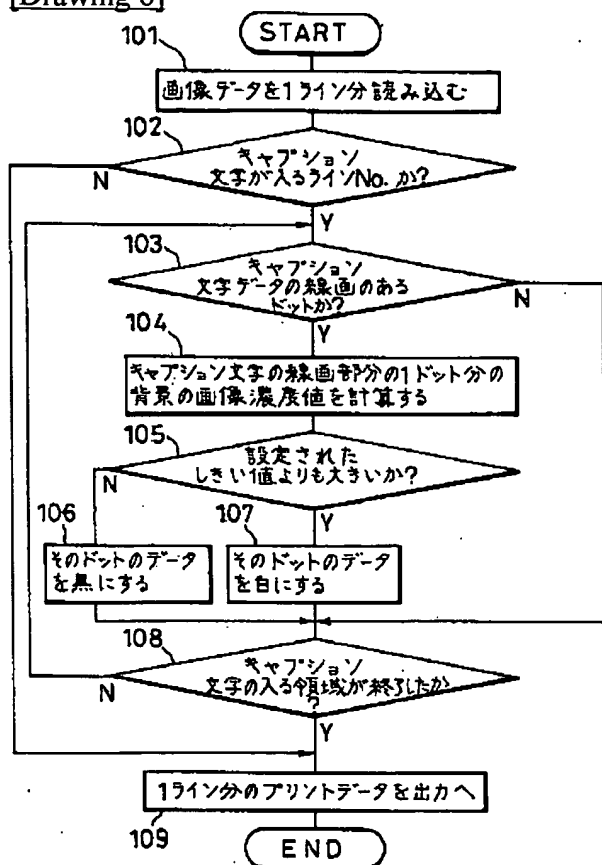 [Drawing 6]
START
101
画像データを1ライン分読み込む
102
キャプション
文字が入るラインNo.か?
N
Y
103
キャプション
文字データの線画のある
ドットか?
N
Y
104
キャプション文字の線画部分の1ドット分の
背景の画像濃度値を計算する
105
設定された
しきい値よりも大きいか?
N
Y
106
107
そのドットのデータ
を黒にする
そのドットのデータ
を白にする
108
キャプション
文字の入る領域が終了したか
?
N
Y
1ライン分のプリントデータを出力へ
109
END